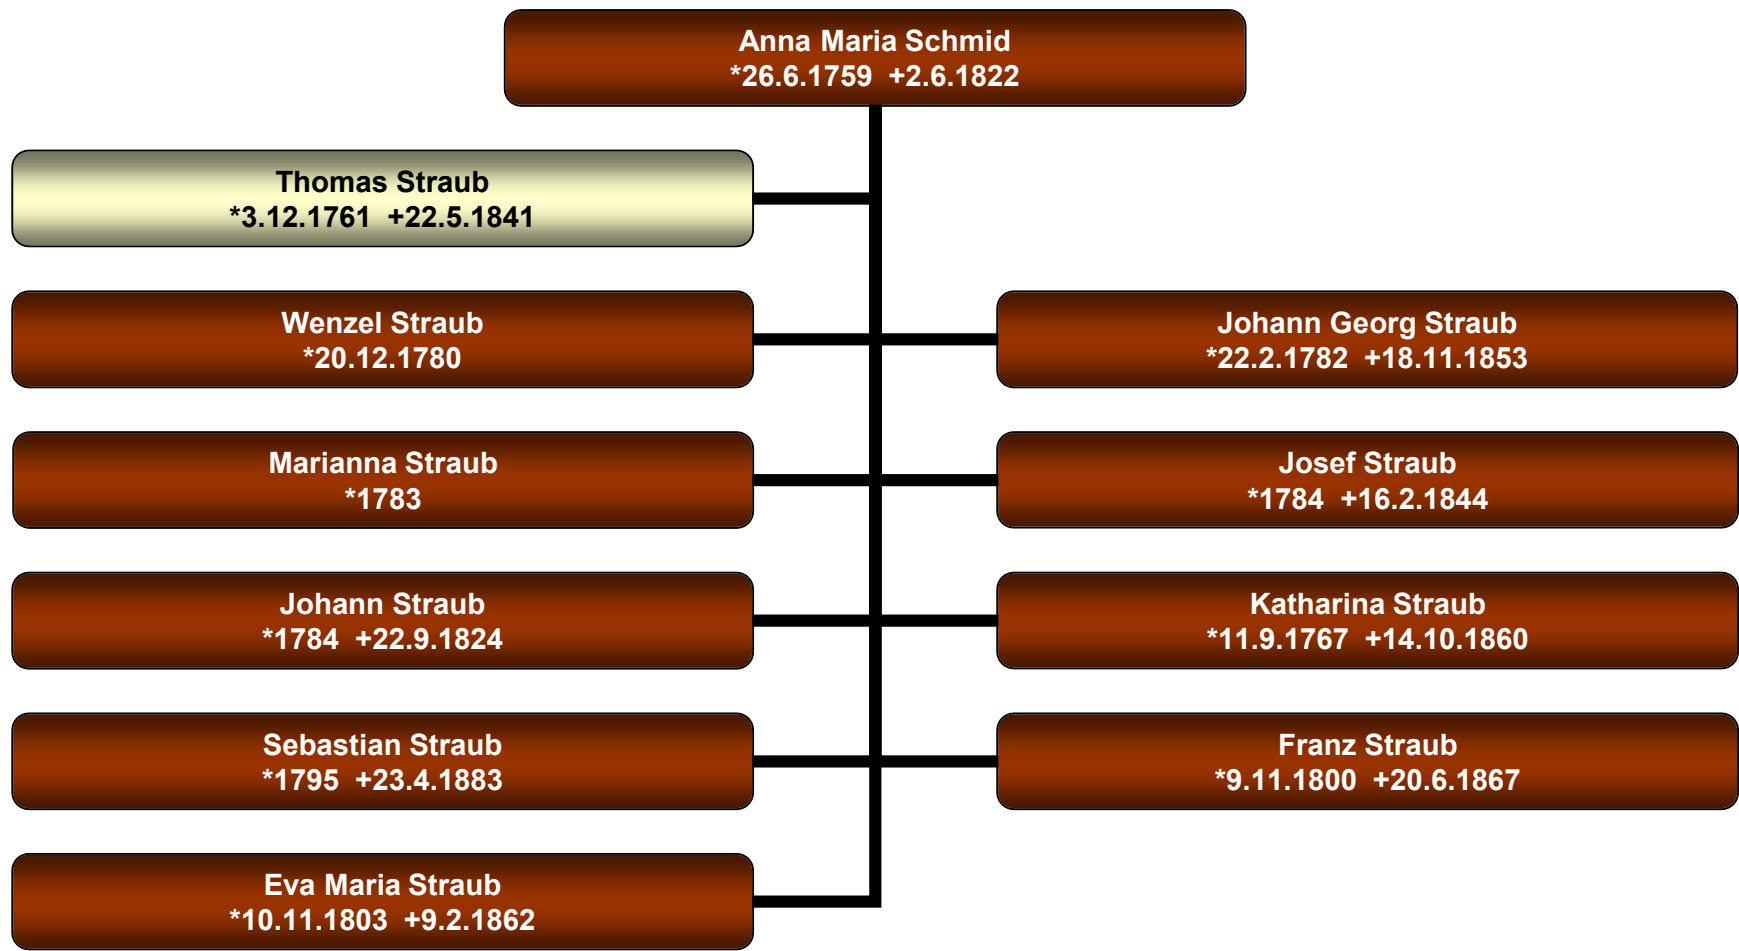 Anna Maria Schmid
*26.6.1759  +2.6.1822
Thomas Straub
*3.12.1761  +22.5.1841
Wenzel Straub
*20.12.1780
Johann Georg Straub
*22.2.1782  +18.11.1853
Marianna Straub
*1783
Josef Straub
*1784  +16.2.1844
Johann Straub
*1784  +22.9.1824
Katharina Straub
*11.9.1767  +14.10.1860
Sebastian Straub
*1795  +23.4.1883
Franz Straub
*9.11.1800  +20.6.1867
Eva Maria Straub
*10.11.1803  +9.2.1862